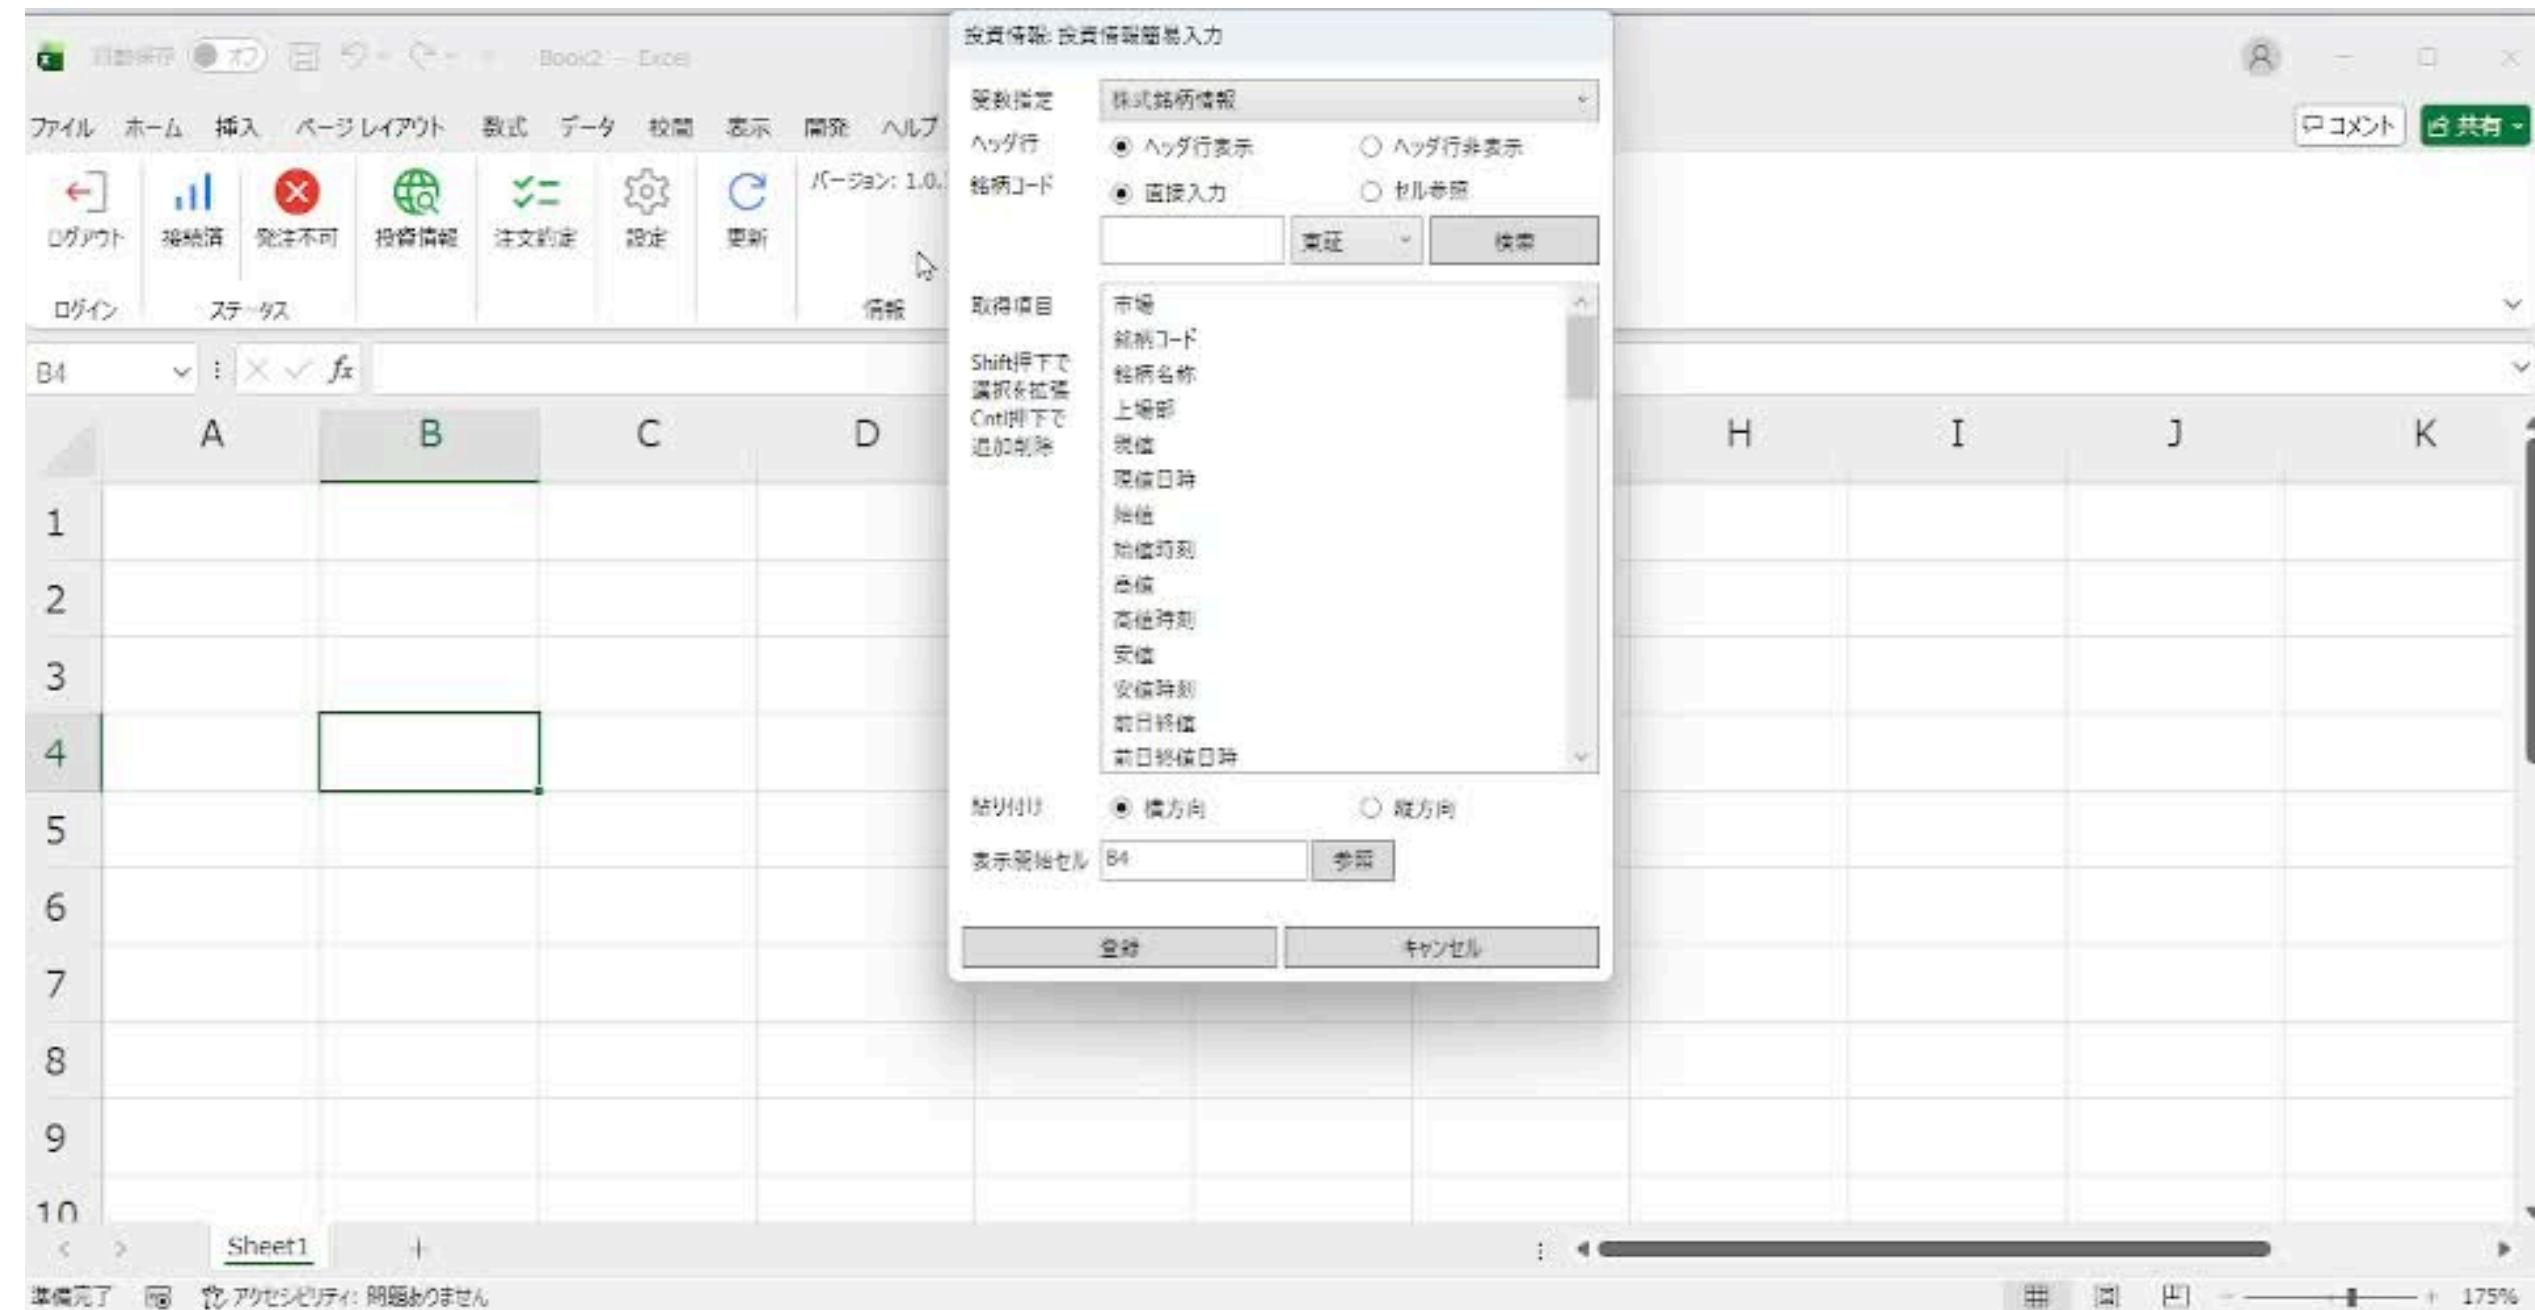 自動保存 オフ Book2 - Excel
ファイル ホーム 挿入 ページ レイアウト 数式 データ 校閲 表示 開発 ヘルプ
コメント 共有
ログアウト 接続済 発注不可 投資情報 注文約定 設定 更新 バージョン: 1.0.
ログイン ステータス 情報
B4 fx
A B C D H I J K
1
2
3
4
5
6
7
8
9
10
投資情報: 投資情報簡易入力
関数指定 株式銘柄情報
ヘッダ行 ヘッダ行表示 ヘッダ行非表示
銘柄コード 直接入力 セル参照
東証 検索
取得項目
Shift押下で
選択を拡張
Cntl押下で
追加削除
市場
銘柄コード
銘柄名称
上場部
現値
現値日時
始値
始値時刻
高値
高値時刻
安値
安値時刻
前日終値
前日終値日時
貼り付け 横方向 縦方向
表示開始セル B4 参照
登録 キャンセル
Sheet1
準備完了 アクセシビリティ: 問題ありません 175%